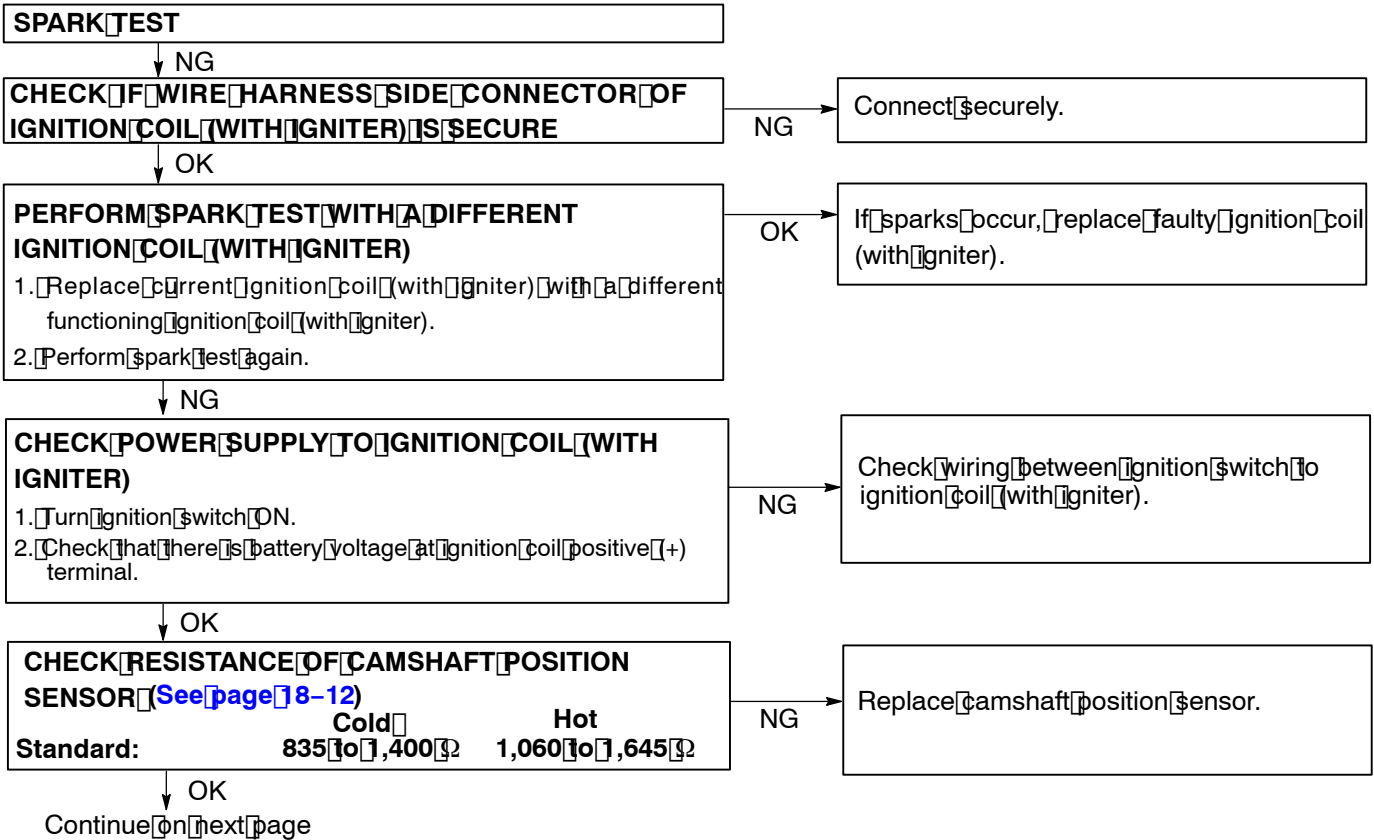 SPARK TEST
NG
CHECK IF WIRE HARNESS SIDE CONNECTOR OF
IGNITION COIL (WITH IGNITER) IS SECURE
NG
Connect securely.
OK
PERFORM SPARK TEST WITH A DIFFERENT
IGNITION COIL (WITH IGNITER)
1. Replace current ignition coil (with igniter) with a different
functioning ignition coil (with igniter).
2. Perform spark test again.
OK
If sparks occur, replace faulty ignition coil
(with igniter).
NG
CHECK POWER SUPPLY TO IGNITION COIL (WITH
IGNITER)
1. Turn ignition switch ON.
2. Check that there is battery voltage at ignition coil positive (+)
terminal.
NG
Check wiring between ignition switch to
ignition coil (with igniter).
OK
CHECK RESISTANCE OF CAMSHAFT POSITION
SENSOR (See page 18–12)
Cold Hot
Standard: 835 to 1,400 Ω 1,060 to 1,645 Ω
NG
Replace camshaft position sensor.
OK
Continue on next page